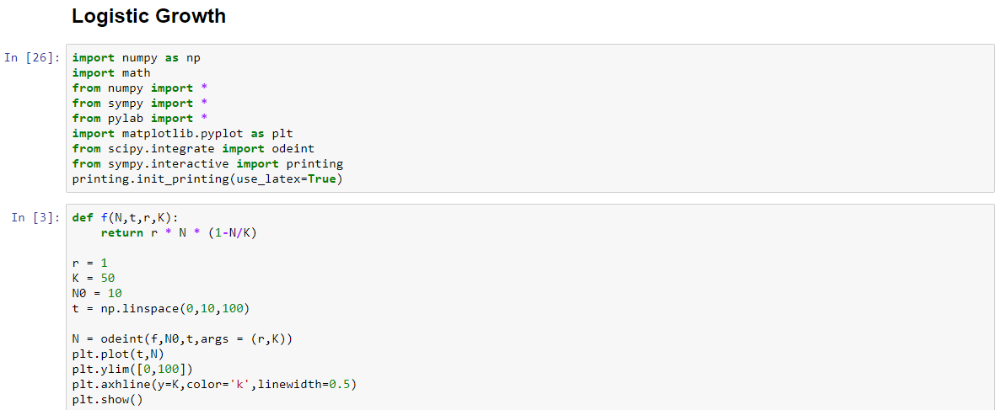 Logistic Growth
In [26]:
import numpy as np
import math
from numpy import *
from sympy import *
from pylab import *
import matplotlib.pyplot as plt
from scipy.integrate import odeint
from sympy.interactive import printing
printing.init_printing(use_latex=True)
In [3]:
def f(N,t,r,K):
    return r * N * (1-N/K)
r = 1
K = 50
N0 = 10
t = np.linspace(0,10,100)
N = odeint(f,N0,t,args = (r,K))
plt.plot(t,N)
plt.ylim([0,100])
plt.axhline(y=K,color='k',linewidth=0.5)
plt.show()